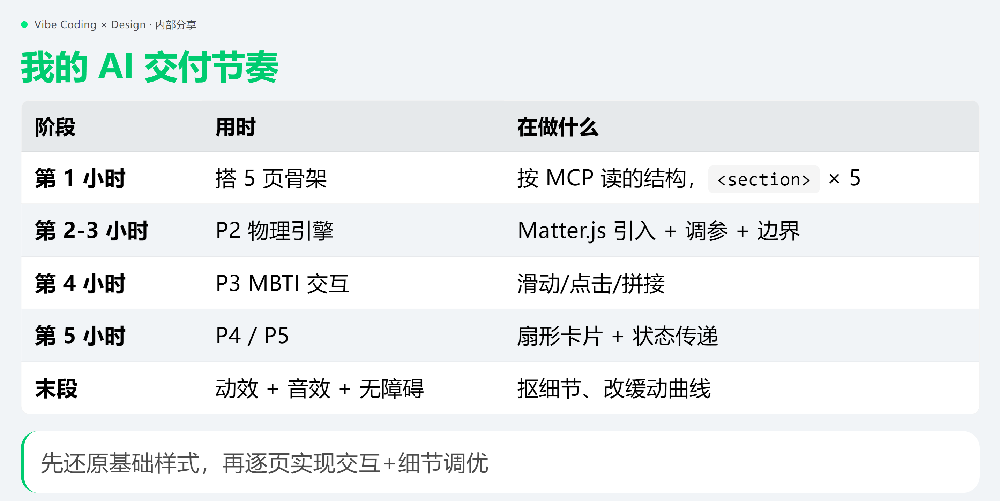 Vibe Coding × Design · 内部分享
我的 AI 交付节奏
阶段 用时 在做什么
第 1 小时 搭 5 页骨架 按 MCP 读的结构，<section> × 5
第 2-3 小时 P2 物理引擎 Matter.js 引入 + 调参 + 边界
第 4 小时 P3 MBTI 交互 滑动/点击/拼接
第 5 小时 P4 / P5 扇形卡片 + 状态传递
末段 动效 + 音效 + 无障碍 抠细节、改缓动曲线
先还原基础样式，再逐页实现交互+细节调优